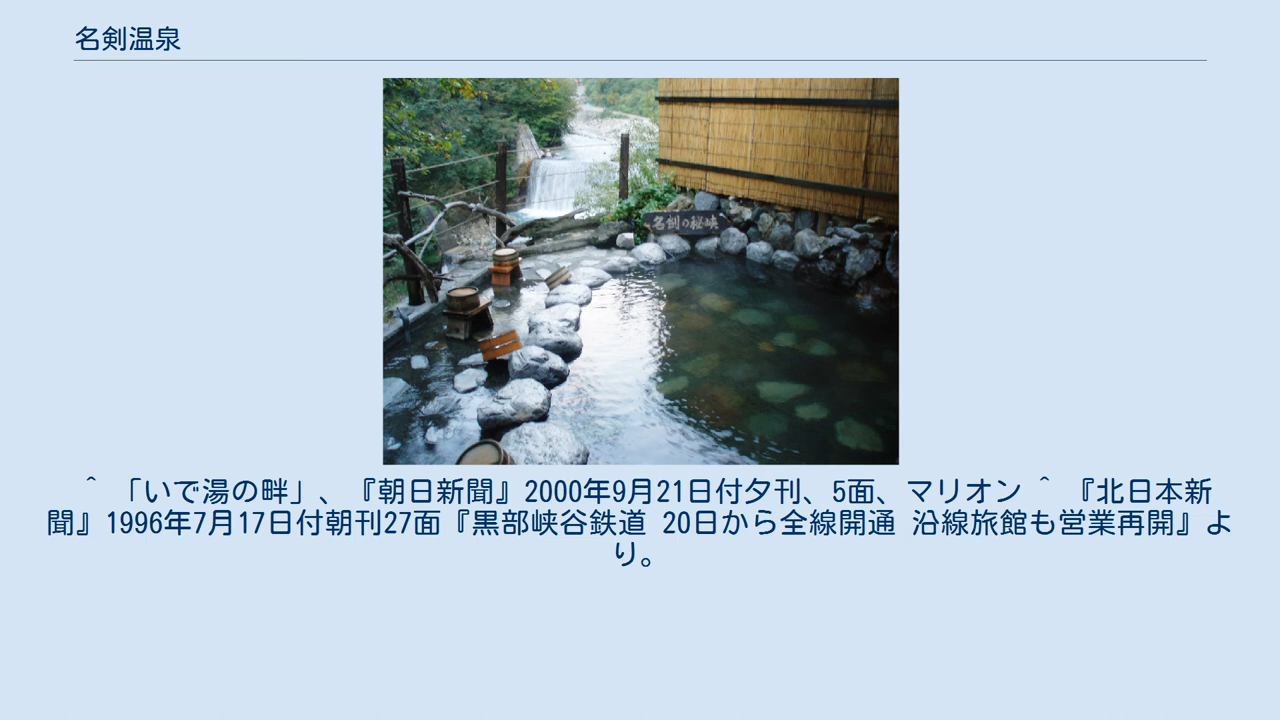 名剣温泉
名剣の秘峡
＾ 「いで湯の畔」、『朝日新聞』2000年9月21日付夕刊、5面、マリオン ＾ 『北日本新
聞』1996年7月17日付朝刊27面『黒部峡谷鉄道 20日から全線開通 沿線旅館も営業再開』よ
り。